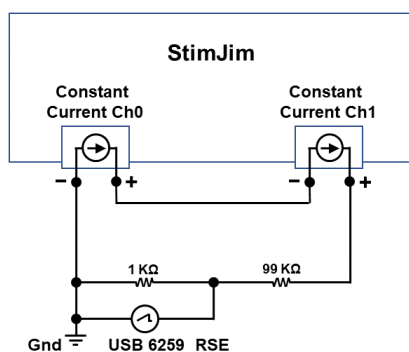 StimJim
Constant
Current Ch0
Constant
Current Ch1
− + − +
1 KΩ 99 KΩ
Gnd USB 6259 RSE